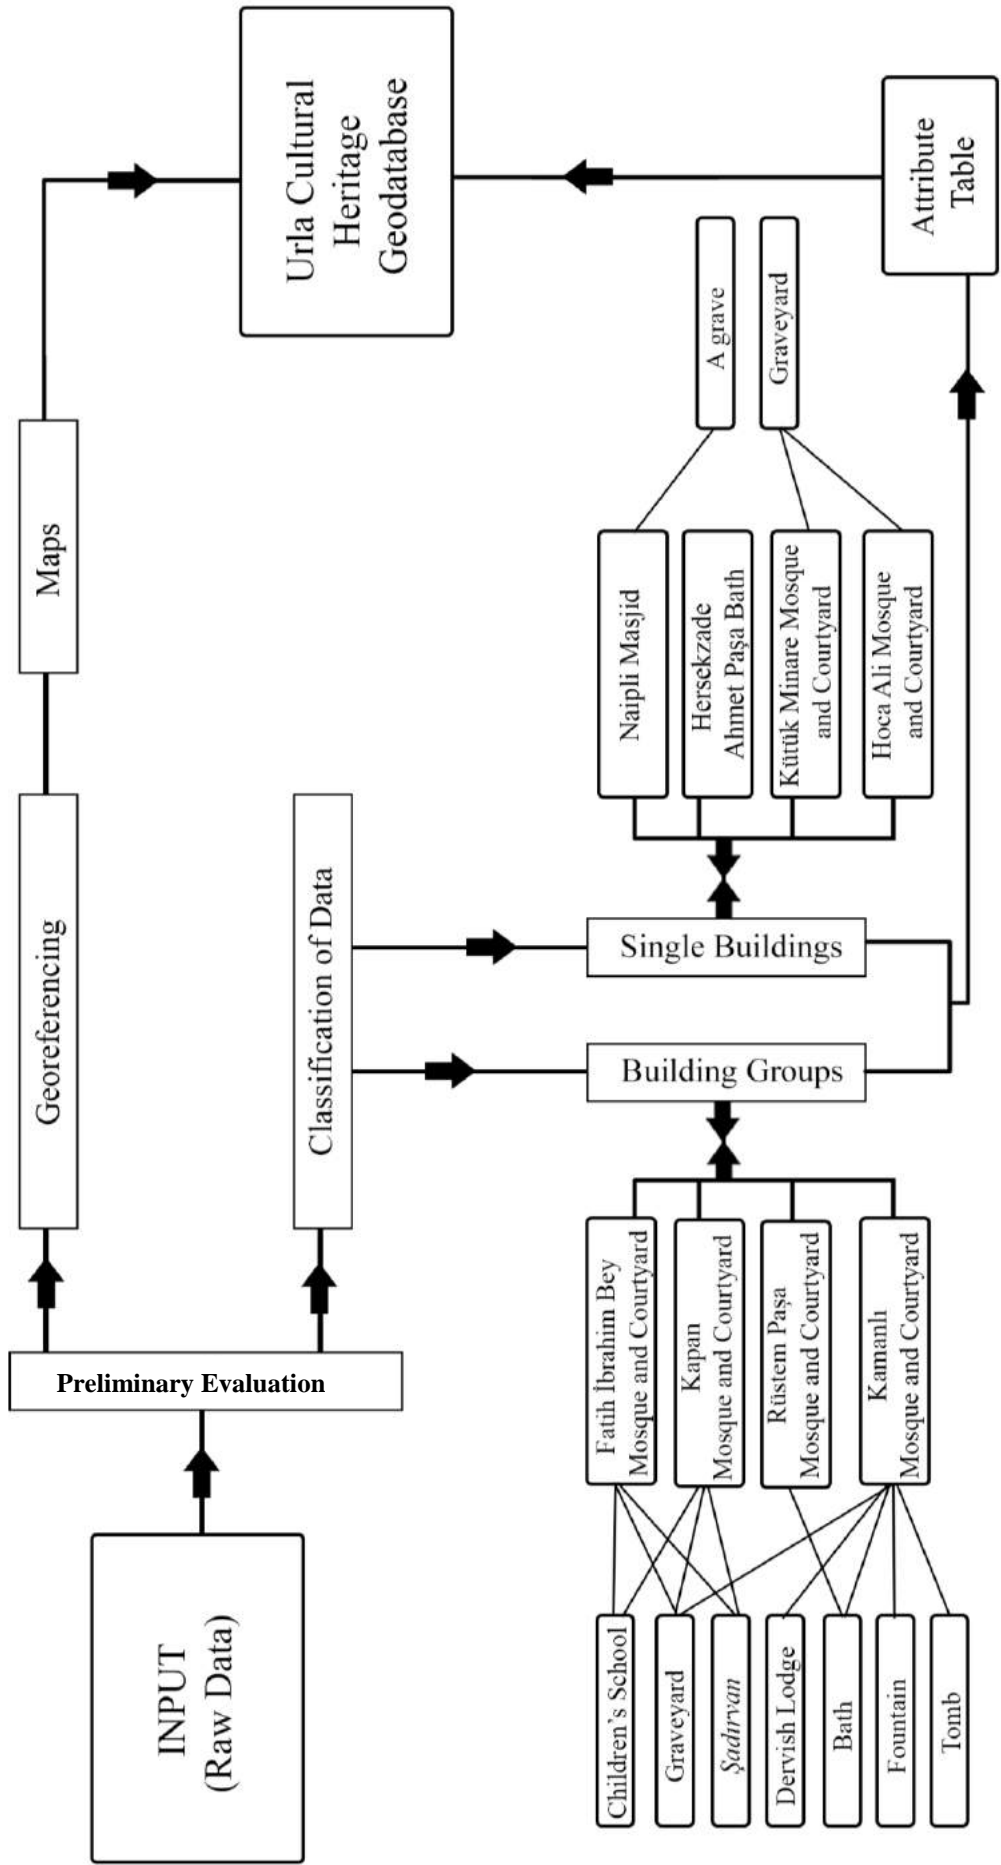 INPUT
(Raw Data)
Preliminary Evaluation
Georeferencing
Maps
Urla Cultural
Heritage
Geodatabase
Classification of Data
Building Groups
Single Buildings
Fatih İbrahim Bey
Mosque and Courtyard
Kapan
Mosque and Courtyard
Rüstem Paşa
Mosque and Courtyard
Kamanlı
Mosque and Courtyard
Children's School
Graveyard
Şadırvan
Dervish Lodge
Bath
Fountain
Tomb
Naipli Masjid
Hersekzade
Ahmet Paşa Bath
Kütük Minare Mosque
and Courtyard
Hoca Ali Mosque
and Courtyard
A grave
Graveyard
Attribute
Table